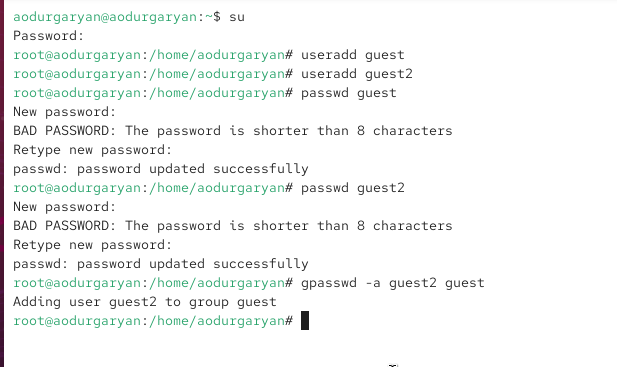 aodurgaryan@aodurgaryan:~$ su
Password:
root@aodurgaryan:/home/aodurgaryan# useradd guest
root@aodurgaryan:/home/aodurgaryan# useradd guest2
root@aodurgaryan:/home/aodurgaryan# passwd guest
New password:
BAD PASSWORD: The password is shorter than 8 characters
Retype new password:
passwd: password updated successfully
root@aodurgaryan:/home/aodurgaryan# passwd guest2
New password:
BAD PASSWORD: The password is shorter than 8 characters
Retype new password:
passwd: password updated successfully
root@aodurgaryan:/home/aodurgaryan# gpasswd -a guest2 guest
Adding user guest2 to group guest
root@aodurgaryan:/home/aodurgaryan#